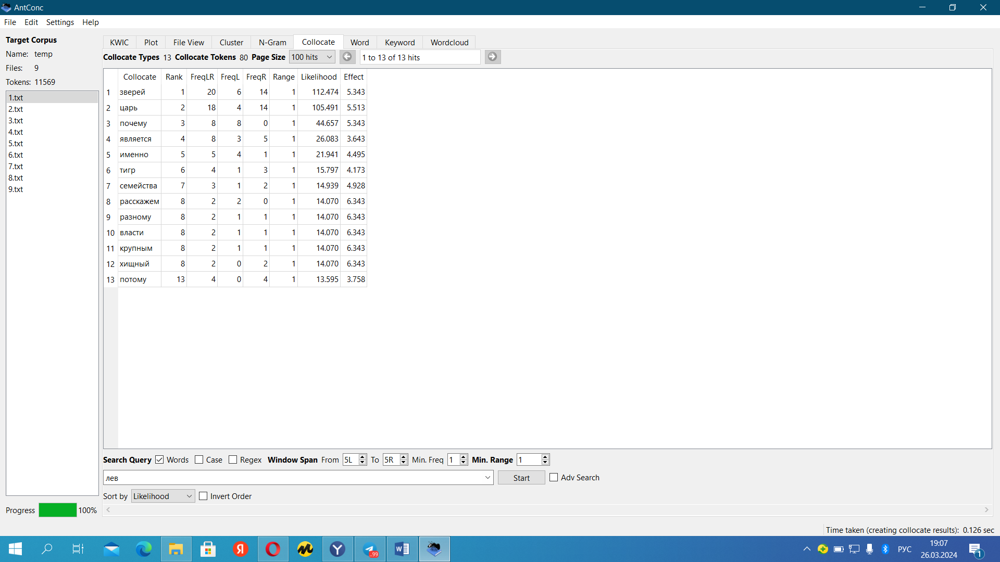 AntConc
File Edit Settings Help
Target Corpus
Name: temp
Files: 9
Tokens: 11569
1.txt
2.txt
3.txt
4.txt
5.txt
6.txt
7.txt
8.txt
9.txt
Progress 100%
KWIC Plot File View Cluster N-Gram Collocate Word Keyword Wordcloud
Collocate Types 13 Collocate Tokens 80 Page Size 100 hits 1 to 13 of 13 hits
Collocate Rank FreqLR FreqL FreqR Range Likelihood Effect
1 зверей 1 20 6 14 1 112.474 5.343
2 царь 2 18 4 14 1 105.491 5.513
3 почему 3 8 8 0 1 44.657 5.343
4 является 4 8 3 5 1 26.083 3.643
5 именно 5 5 4 1 1 21.941 4.495
6 тигр 6 4 1 3 1 15.797 4.173
7 семейства 7 3 1 2 1 14.939 4.928
8 расскажем 8 2 2 0 1 14.070 6.343
9 разному 8 2 1 1 1 14.070 6.343
10 власти 8 2 1 1 1 14.070 6.343
11 крупным 8 2 1 1 1 14.070 6.343
12 хищный 8 2 0 2 1 14.070 6.343
13 потому 13 4 0 4 1 13.595 3.758
Search Query Words Case Regex Window Span From 5L To 5R Min. Freq 1 Min. Range 1
лев Start Adv Search
Sort by Likelihood Invert Order
Time taken (creating collocate results): 0.126 sec
Я Y ..99 W РУС 19:07
26.03.2024 1